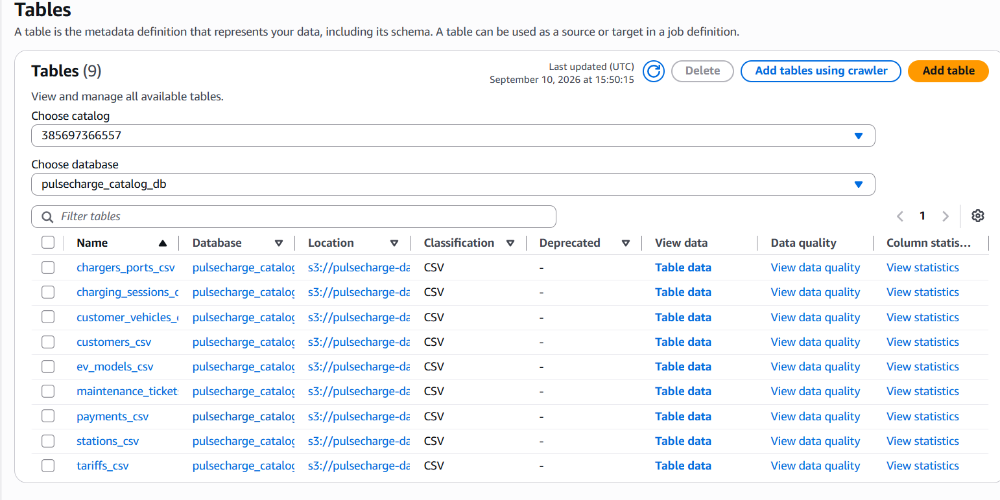 Tables
A table is the metadata definition that represents your data, including its schema. A table can be used as a source or target in a job definition.
Tables (9)
Last updated (UTC)
September 10, 2026 at 15:50:15
Delete
Add tables using crawler
Add table
View and manage all available tables.
Choose catalog
385697366557
Choose database
pulsecharge_catalog_db
Filter tables
1
Name Database Location Classification Deprecated View data Data quality Column statis...
chargers_ports_csv pulsecharge_catalog s3://pulsecharge-da CSV - Table data View data quality View statistics
charging_sessions_c pulsecharge_catalog s3://pulsecharge-da CSV - Table data View data quality View statistics
customer_vehicles_c pulsecharge_catalog s3://pulsecharge-da CSV - Table data View data quality View statistics
customers_csv pulsecharge_catalog s3://pulsecharge-da CSV - Table data View data quality View statistics
ev_models_csv pulsecharge_catalog s3://pulsecharge-da CSV - Table data View data quality View statistics
maintenance_tickets pulsecharge_catalog s3://pulsecharge-da CSV - Table data View data quality View statistics
payments_csv pulsecharge_catalog s3://pulsecharge-da CSV - Table data View data quality View statistics
stations_csv pulsecharge_catalog s3://pulsecharge-da CSV - Table data View data quality View statistics
tariffs_csv pulsecharge_catalog s3://pulsecharge-da CSV - Table data View data quality View statistics